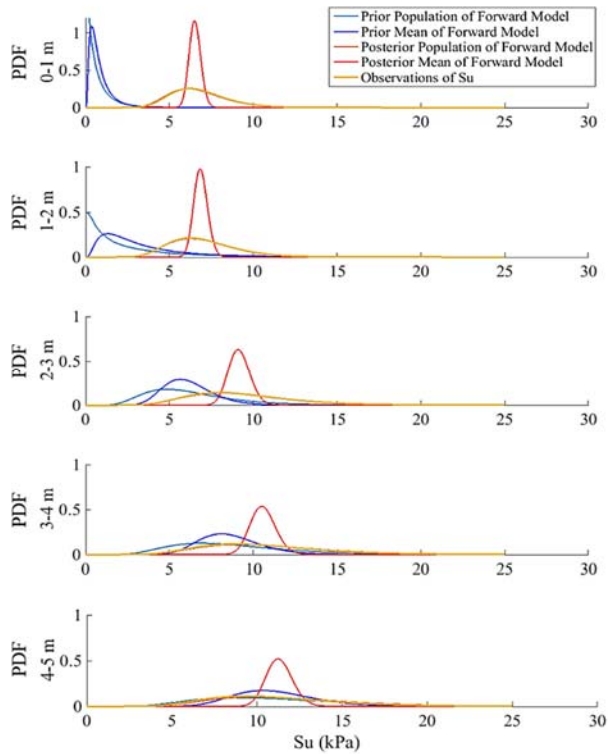 PDF
0-1 m
1
0.5
0
0 5 10 15 20 25 30
Prior Population of Forward Model
Prior Mean of Forward Model
Posterior Population of Forward Model
Posterior Mean of Forward Model
Observations of Su
PDF
1-2 m
1
0.5
0
0 5 10 15 20 25 30
PDF
2-3 m
1
0.5
0
0 5 10 15 20 25 30
PDF
3-4 m
1
0.5
0
0 5 10 15 20 25 30
PDF
4-5 m
1
0.5
0
0 5 10 15 20 25 30
Su (kPa)